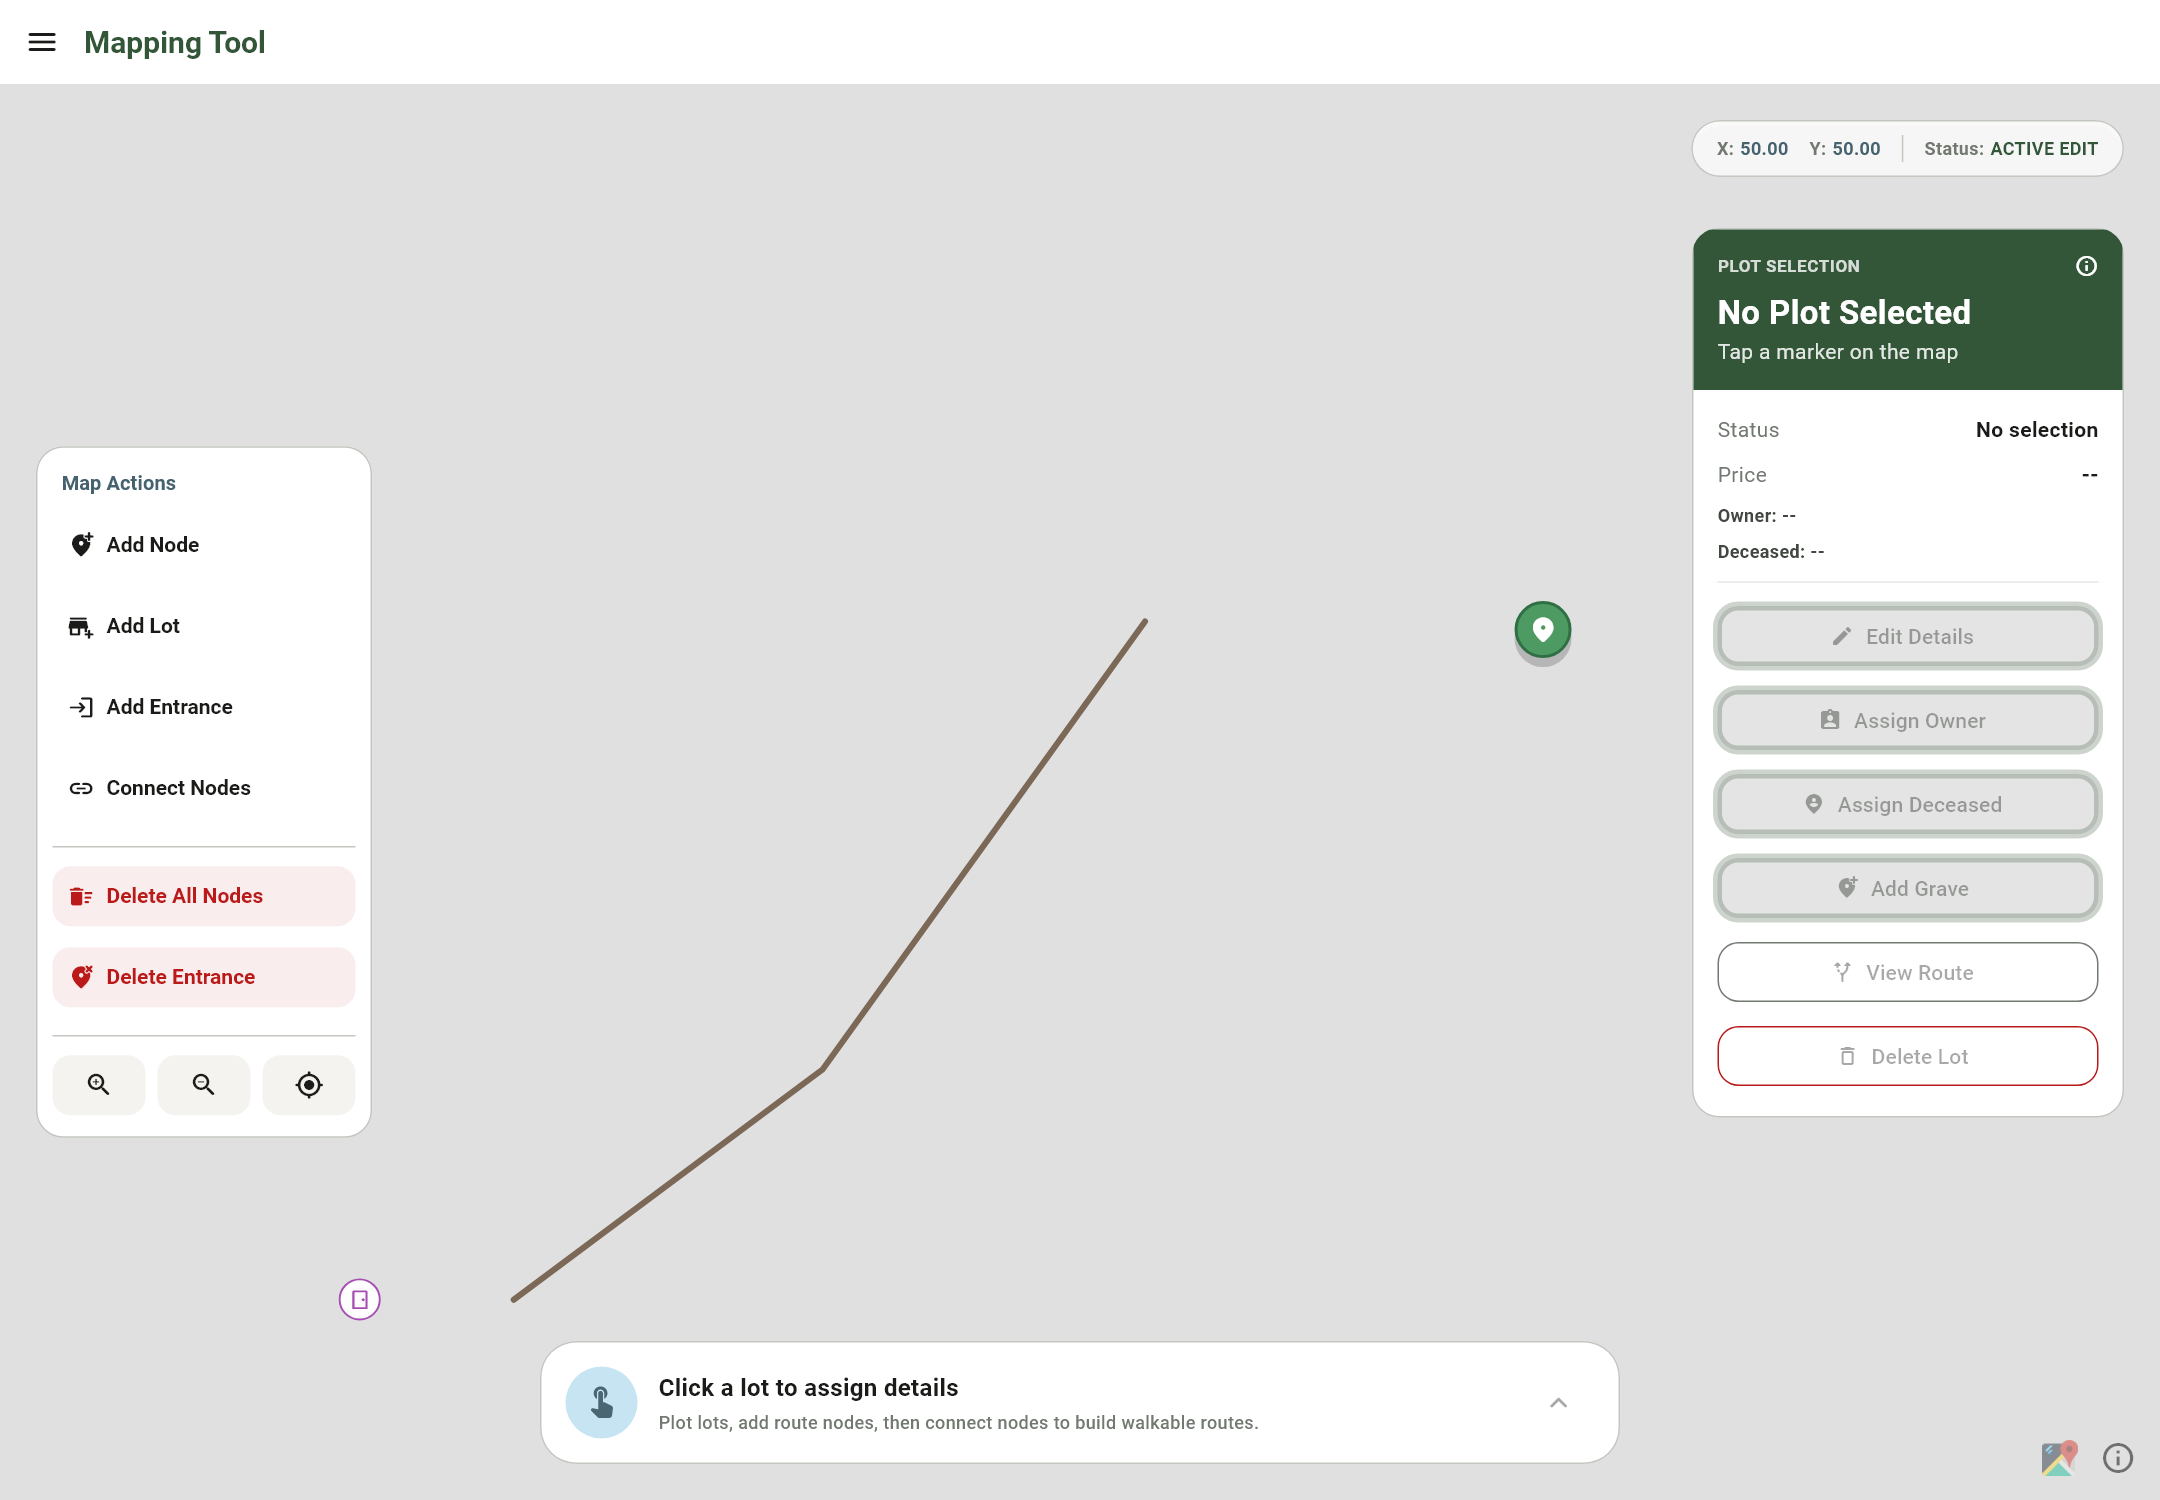 Mapping Tool
X: 50.00 Y: 50.00 Status: ACTIVE EDIT
PLOT SELECTION
No Plot Selected
Tap a marker on the map
Status No selection
Price --
Owner: --
Deceased: --
Edit Details
Assign Owner
Assign Deceased
Add Grave
View Route
Delete Lot
Map Actions
Add Node
Add Lot
Add Entrance
Connect Nodes
Delete All Nodes
Delete Entrance
Click a lot to assign details
Plot lots, add route nodes, then connect nodes to build walkable routes.